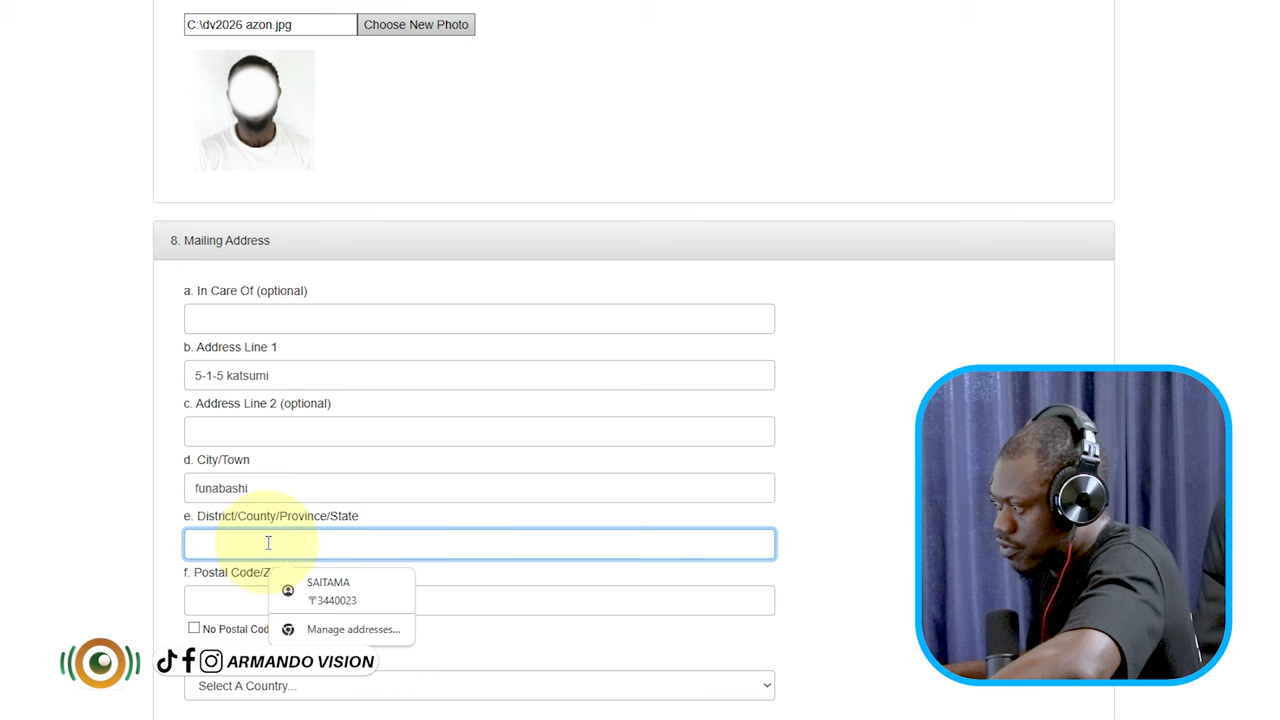 C:\dv2026 azon.jpg
Choose New Photo
8. Mailing Address
a. In Care Of (optional)
b. Address Line 1
5-1-5 katsumi
c. Address Line 2 (optional)
d. City/Town
funabashi
e. District/County/Province/State
f. Postal Code/Z
SAITAMA
〒3440023
Manage addresses...
No Postal Cod
ARMANDO VISION
Select A Country...